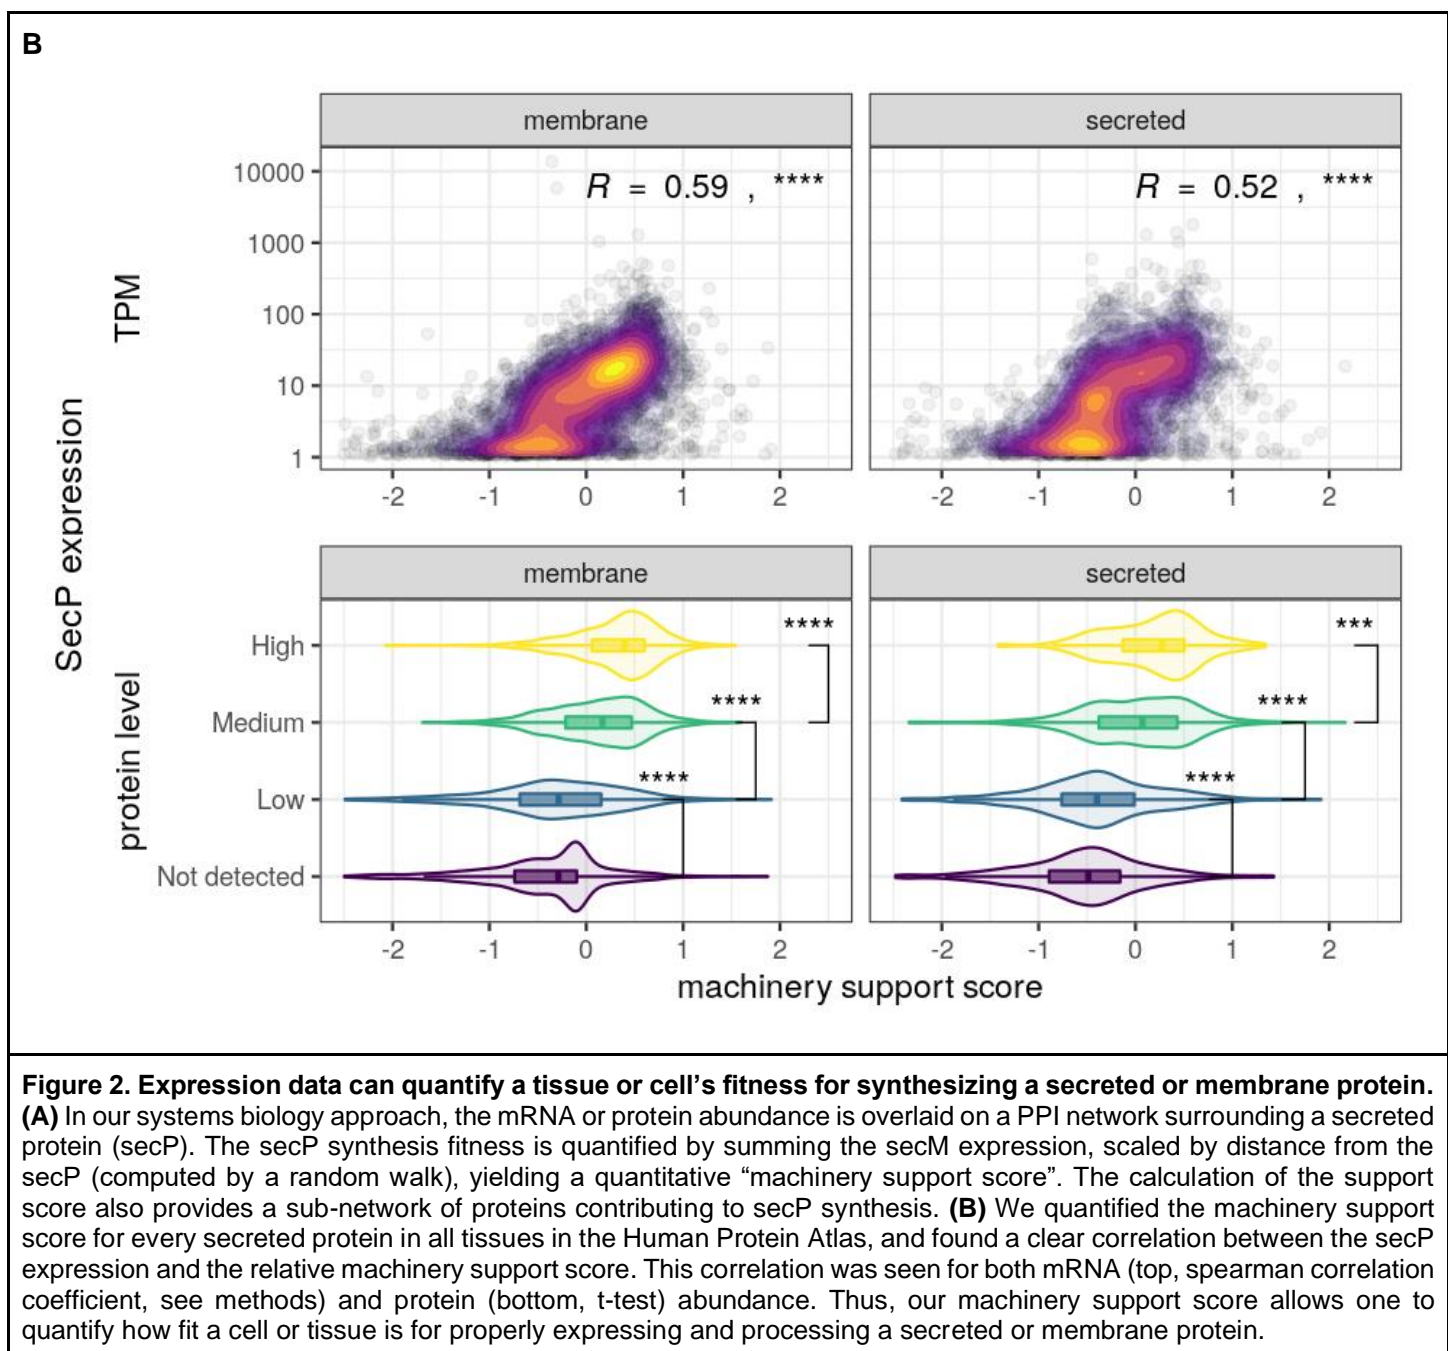 B
membrane
secreted
R = 0.59 , ****
R = 0.52 , ****
10000
1000
100
10
1
TPM
-2 -1 0 1 2
-2 -1 0 1 2
SecP expression
membrane
secreted
High
Medium
Low
Not detected
protein level
****
****
****
***
****
****
-2 -1 0 1 2
-2 -1 0 1 2
machinery support score
Figure 2. Expression data can quantify a tissue or cell’s fitness for synthesizing a secreted or membrane protein.
(A) In our systems biology approach, the mRNA or protein abundance is overlaid on a PPI network surrounding a secreted
protein (secP). The secP synthesis fitness is quantified by summing the secM expression, scaled by distance from the
secP (computed by a random walk), yielding a quantitative “machinery support score”. The calculation of the support
score also provides a sub-network of proteins contributing to secP synthesis. (B) We quantified the machinery support
score for every secreted protein in all tissues in the Human Protein Atlas, and found a clear correlation between the secP
expression and the relative machinery support score. This correlation was seen for both mRNA (top, spearman correlation
coefficient, see methods) and protein (bottom, t-test) abundance. Thus, our machinery support score allows one to
quantify how fit a cell or tissue is for properly expressing and processing a secreted or membrane protein.